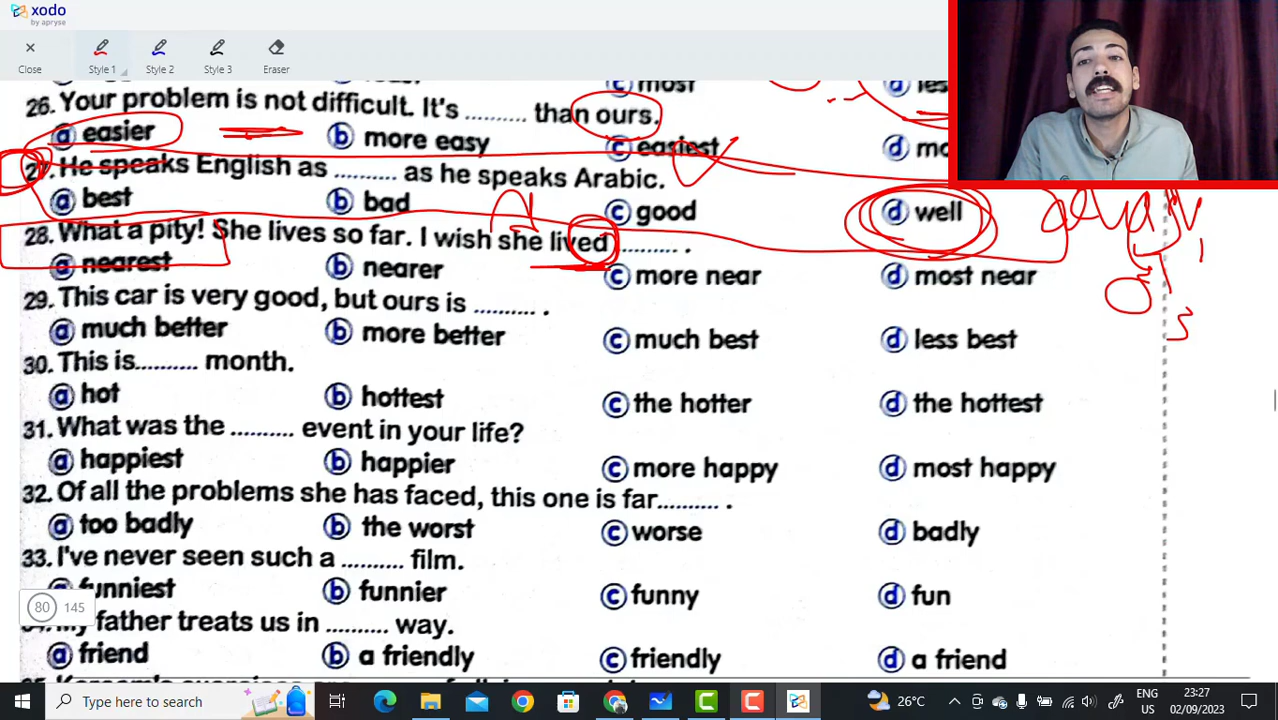 xodo
by apryse
Close
Style 1
Style 2
Style 3
Eraser
c most
26. Your problem is not difficult. It's .......... than ours.
a easier b more easy c easiest d
27. He speaks English as .......... as he speaks Arabic.
a best b bad c good d well
28. What a pity! She lives so far. I wish she lived .......... .
a nearest b nearer c more near d most near
29. This car is very good, but ours is .......... .
a much better b more better c much best d less best
30. This is.......... month.
a hot b hottest c the hotter d the hottest
31. What was the .......... event in your life?
a happiest b happier c more happy d most happy
32. Of all the problems she has faced, this one is far.......... .
a too badly b the worst c worse d badly
33. I've never seen such a .......... film.
a funniest b funnier c funny d fun
father treats us in .......... way.
a friend b a friendly c friendly d a friend
80 145
Type here to search
26°C
ENG
23:27
02/09/2023